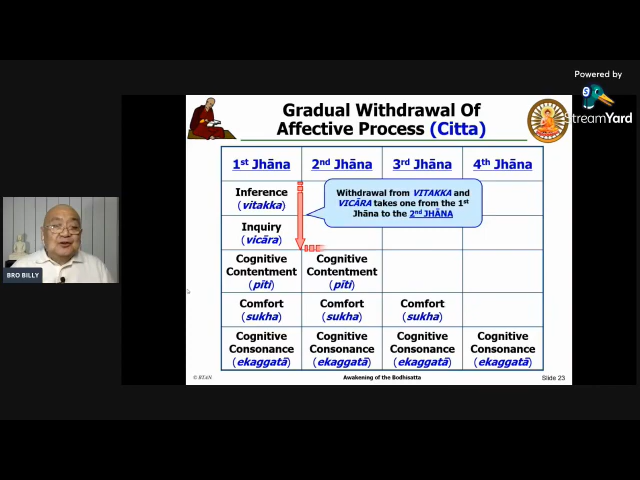 Powered by
StreamYard
Gradual Withdrawal Of
Affective Process (Citta)
1st Jhāna 2nd Jhāna 3rd Jhāna 4th Jhāna
Inference
(vitakka)
Withdrawal from VITAKKA and
VICĀRA takes one from the 1st
Jhāna to the 2nd JHĀNA
Inquiry
(vicāra)
Cognitive Cognitive
Contentment Contentment
(pīti) (pīti)
Comfort Comfort Comfort
(sukha) (sukha) (sukha)
Cognitive Cognitive Cognitive Cognitive
Consonance Consonance Consonance Consonance
(ekaggatā) (ekaggatā) (ekaggatā) (ekaggatā)
BRO BILLY
© BTAN Awakening of the Bodhisatta Slide 23